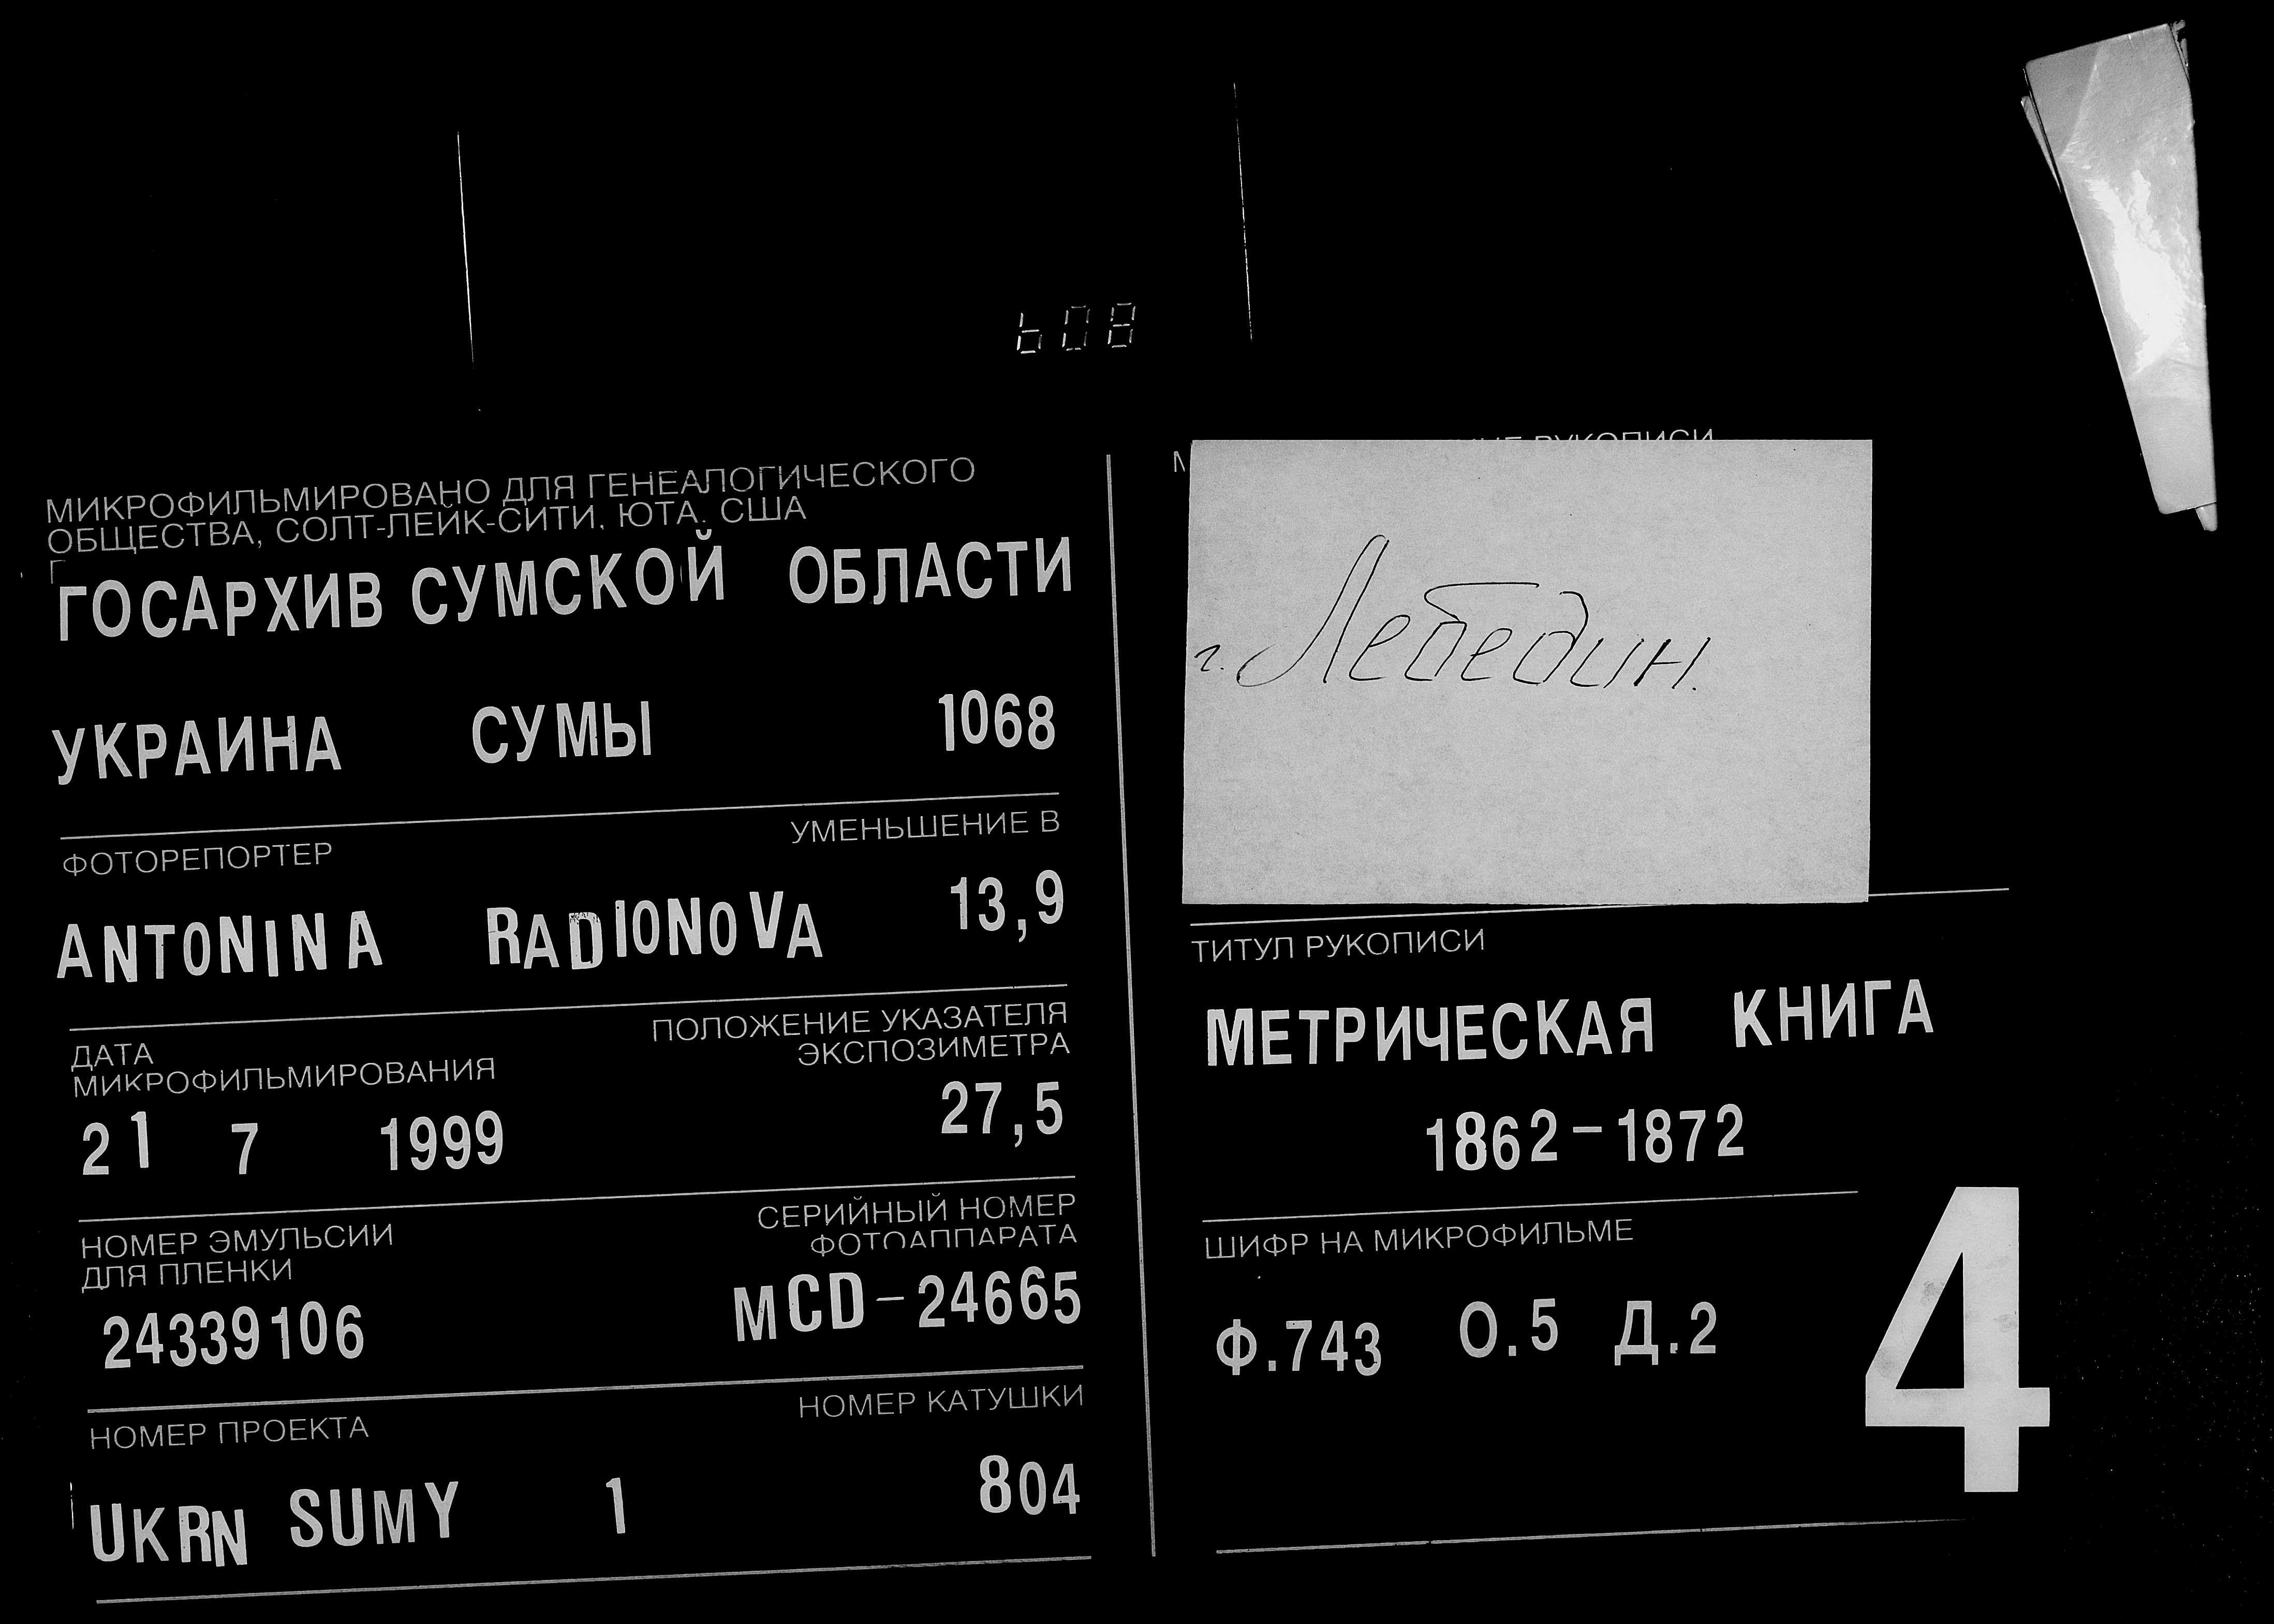 608
МИКРОФИЛЬМИРОВАНО ДЛЯ ГЕНЕАЛОГИЧЕСКОГО
ОБЩЕСТВА, СОЛТ-ЛЕЙК-СИТИ, ЮТА. США
ГОСАРХИВ СУМСКОЙ ОБЛАСТИ
УКРАИНА СУМЫ 1068
УМЕНЬШЕНИЕ В
ФОТОРЕПОРТЕР
ANTONINA RADIONOVA 13,9
ПОЛОЖЕНИЕ УКАЗАТЕЛЯ
ЭКСПОЗИМЕТРА
ДАТА
МИКРОФИЛЬМИРОВАНИЯ
21 7 1999 27,5
СЕРИЙНЫЙ НОМЕР
ФОТОАППАРАТА
НОМЕР ЭМУЛЬСИИ
ДЛЯ ПЛЕНКИ
24339106 MCD-24665
НОМЕР КАТУШКИ
НОМЕР ПРОЕКТА
UKRN SUMY 1 804
РУКОПИСИ
г. Лебедин.
ТИТУЛ РУКОПИСИ
МЕТРИЧЕСКАЯ КНИГА
1862-1872
ШИФР НА МИКРОФИЛЬМЕ
Ф.743 О.5 Д.2
4